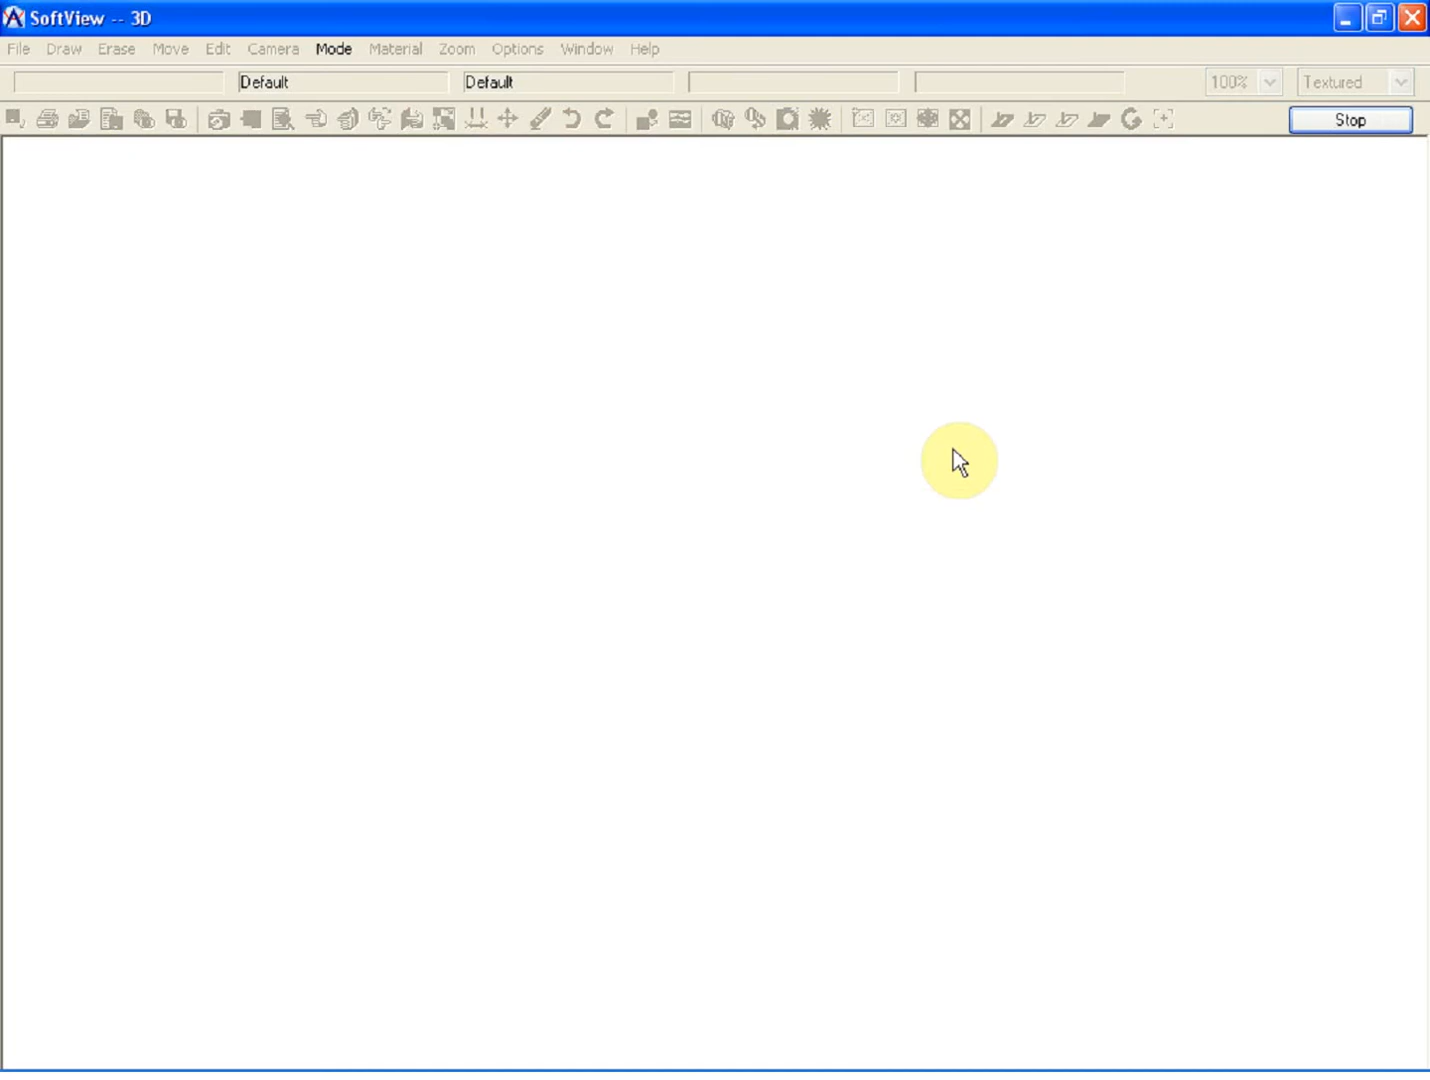 SoftView -- 3D
File Draw Erase Move Edit Camera Mode Material Zoom Options Window Help
Default Default 100% Textured
Stop